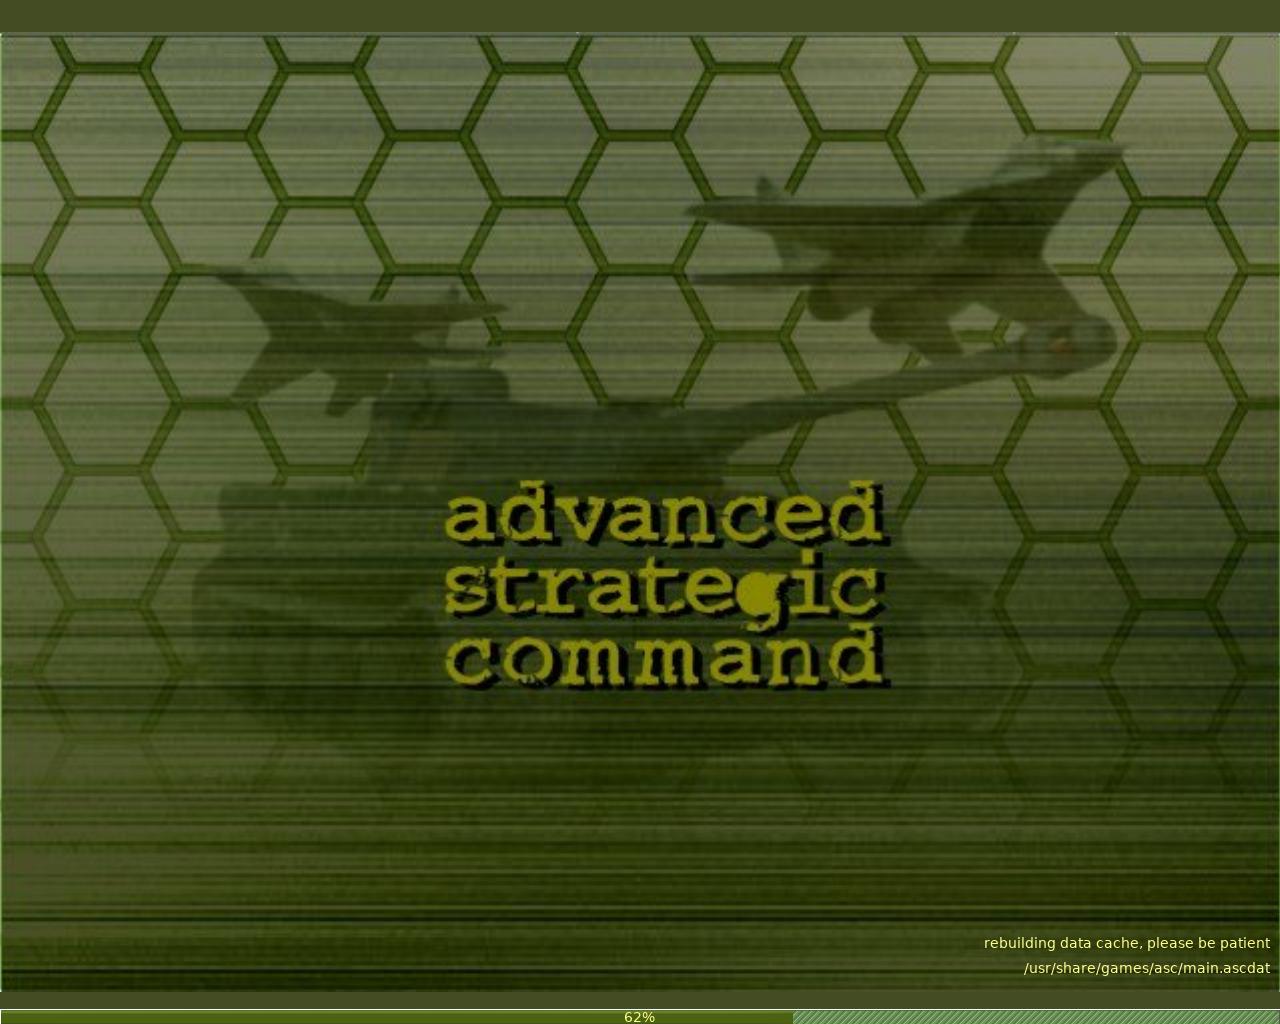 advanced
strategic
command
rebuilding data cache, please be patient
/usr/share/games/asc/main.ascdat
62%